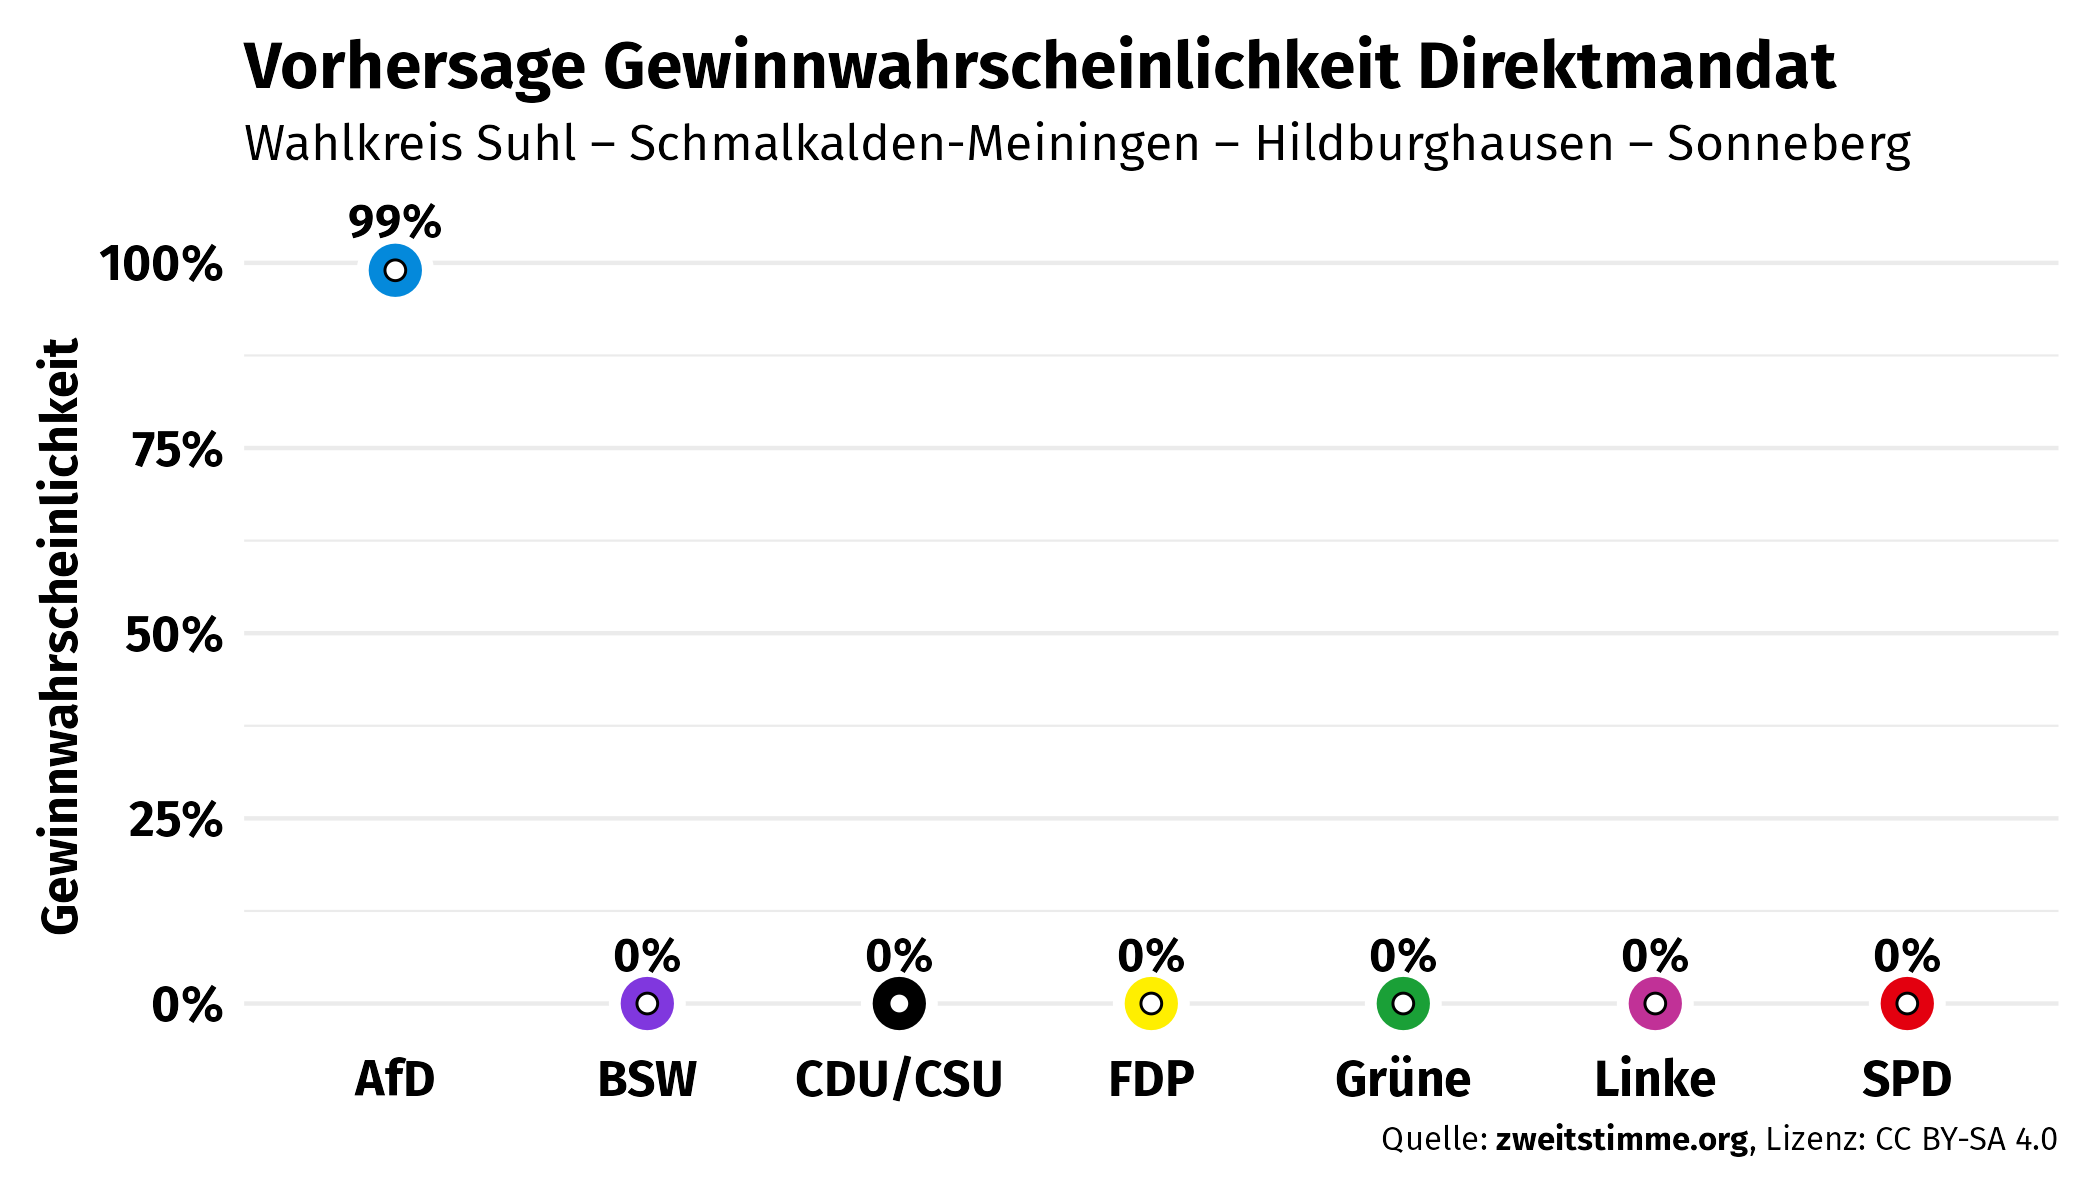 Vorhersage Gewinnwahrscheinlichkeit Direktmandat
Wahlkreis Suhl – Schmalkalden-Meiningen – Hildburghausen – Sonneberg
99%
100%
75%
50%
25%
0%
Gewinnwahrscheinlichkeit
0% 0% 0% 0% 0% 0%
AfD BSW CDU/CSU FDP Grüne Linke SPD
Quelle: zweitstimme.org, Lizenz: CC BY-SA 4.0